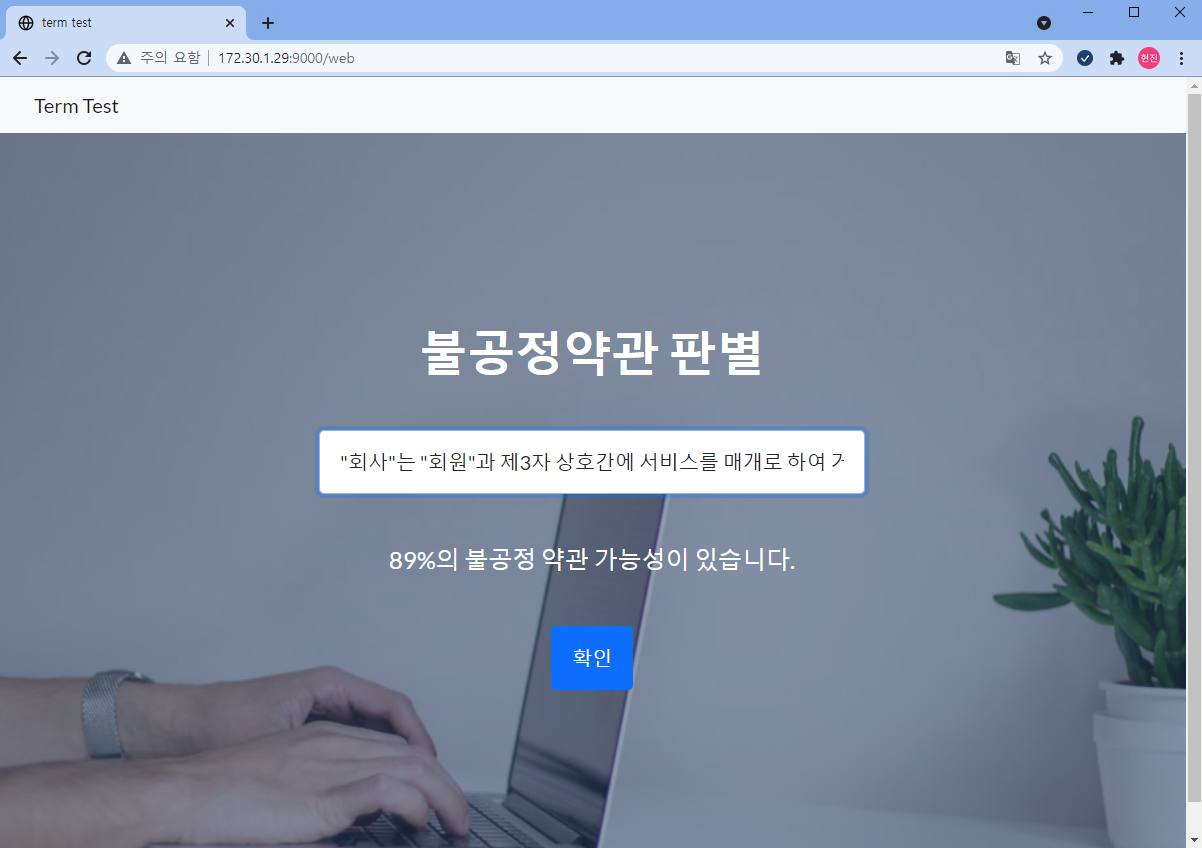 term test
주의 요함
172.30.1.29:9000/web
현진
Term Test
불공정약관 판별
"회사"는 "회원"과 제3자 상호간에 서비스를 매개로 하여
89%의 불공정 약관 가능성이 있습니다.
확인